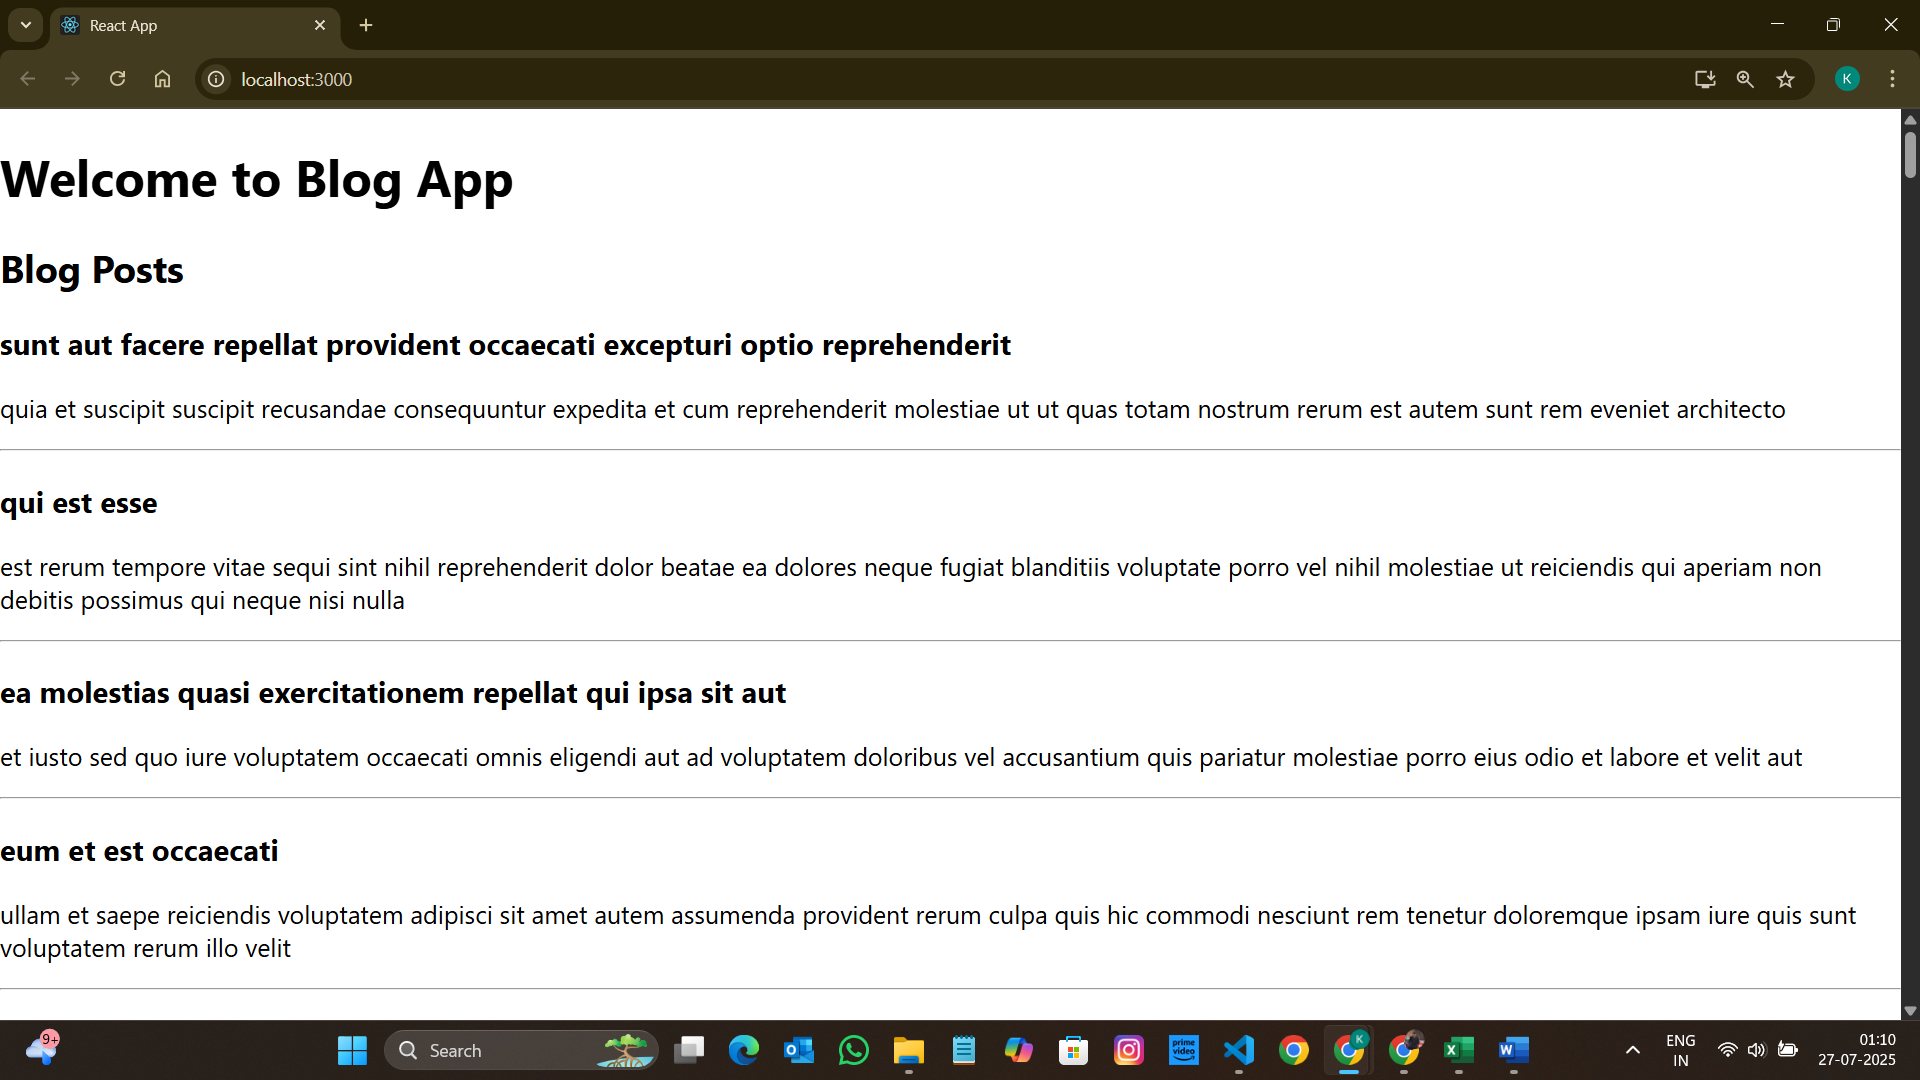 React App
localhost:3000
K
Welcome to Blog App
Blog Posts
sunt aut facere repellat provident occaecati excepturi optio reprehenderit
quia et suscipit suscipit recusandae consequuntur expedita et cum reprehenderit molestiae ut ut quas totam nostrum rerum est autem sunt rem eveniet architecto
qui est esse
est rerum tempore vitae sequi sint nihil reprehenderit dolor beatae ea dolores neque fugiat blanditiis voluptate porro vel nihil molestiae ut reiciendis qui aperiam non
debitis possimus qui neque nisi nulla
ea molestias quasi exercitationem repellat qui ipsa sit aut
et iusto sed quo iure voluptatem occaecati omnis eligendi aut ad voluptatem doloribus vel accusantium quis pariatur molestiae porro eius odio et labore et velit aut
eum et est occaecati
ullam et saepe reiciendis voluptatem adipisci sit amet autem assumenda provident rerum culpa quis hic commodi nesciunt rem tenetur doloremque ipsam iure quis sunt
voluptatem rerum illo velit
9+
Search
prime video
K
ENG
IN
01:10
27-07-2025